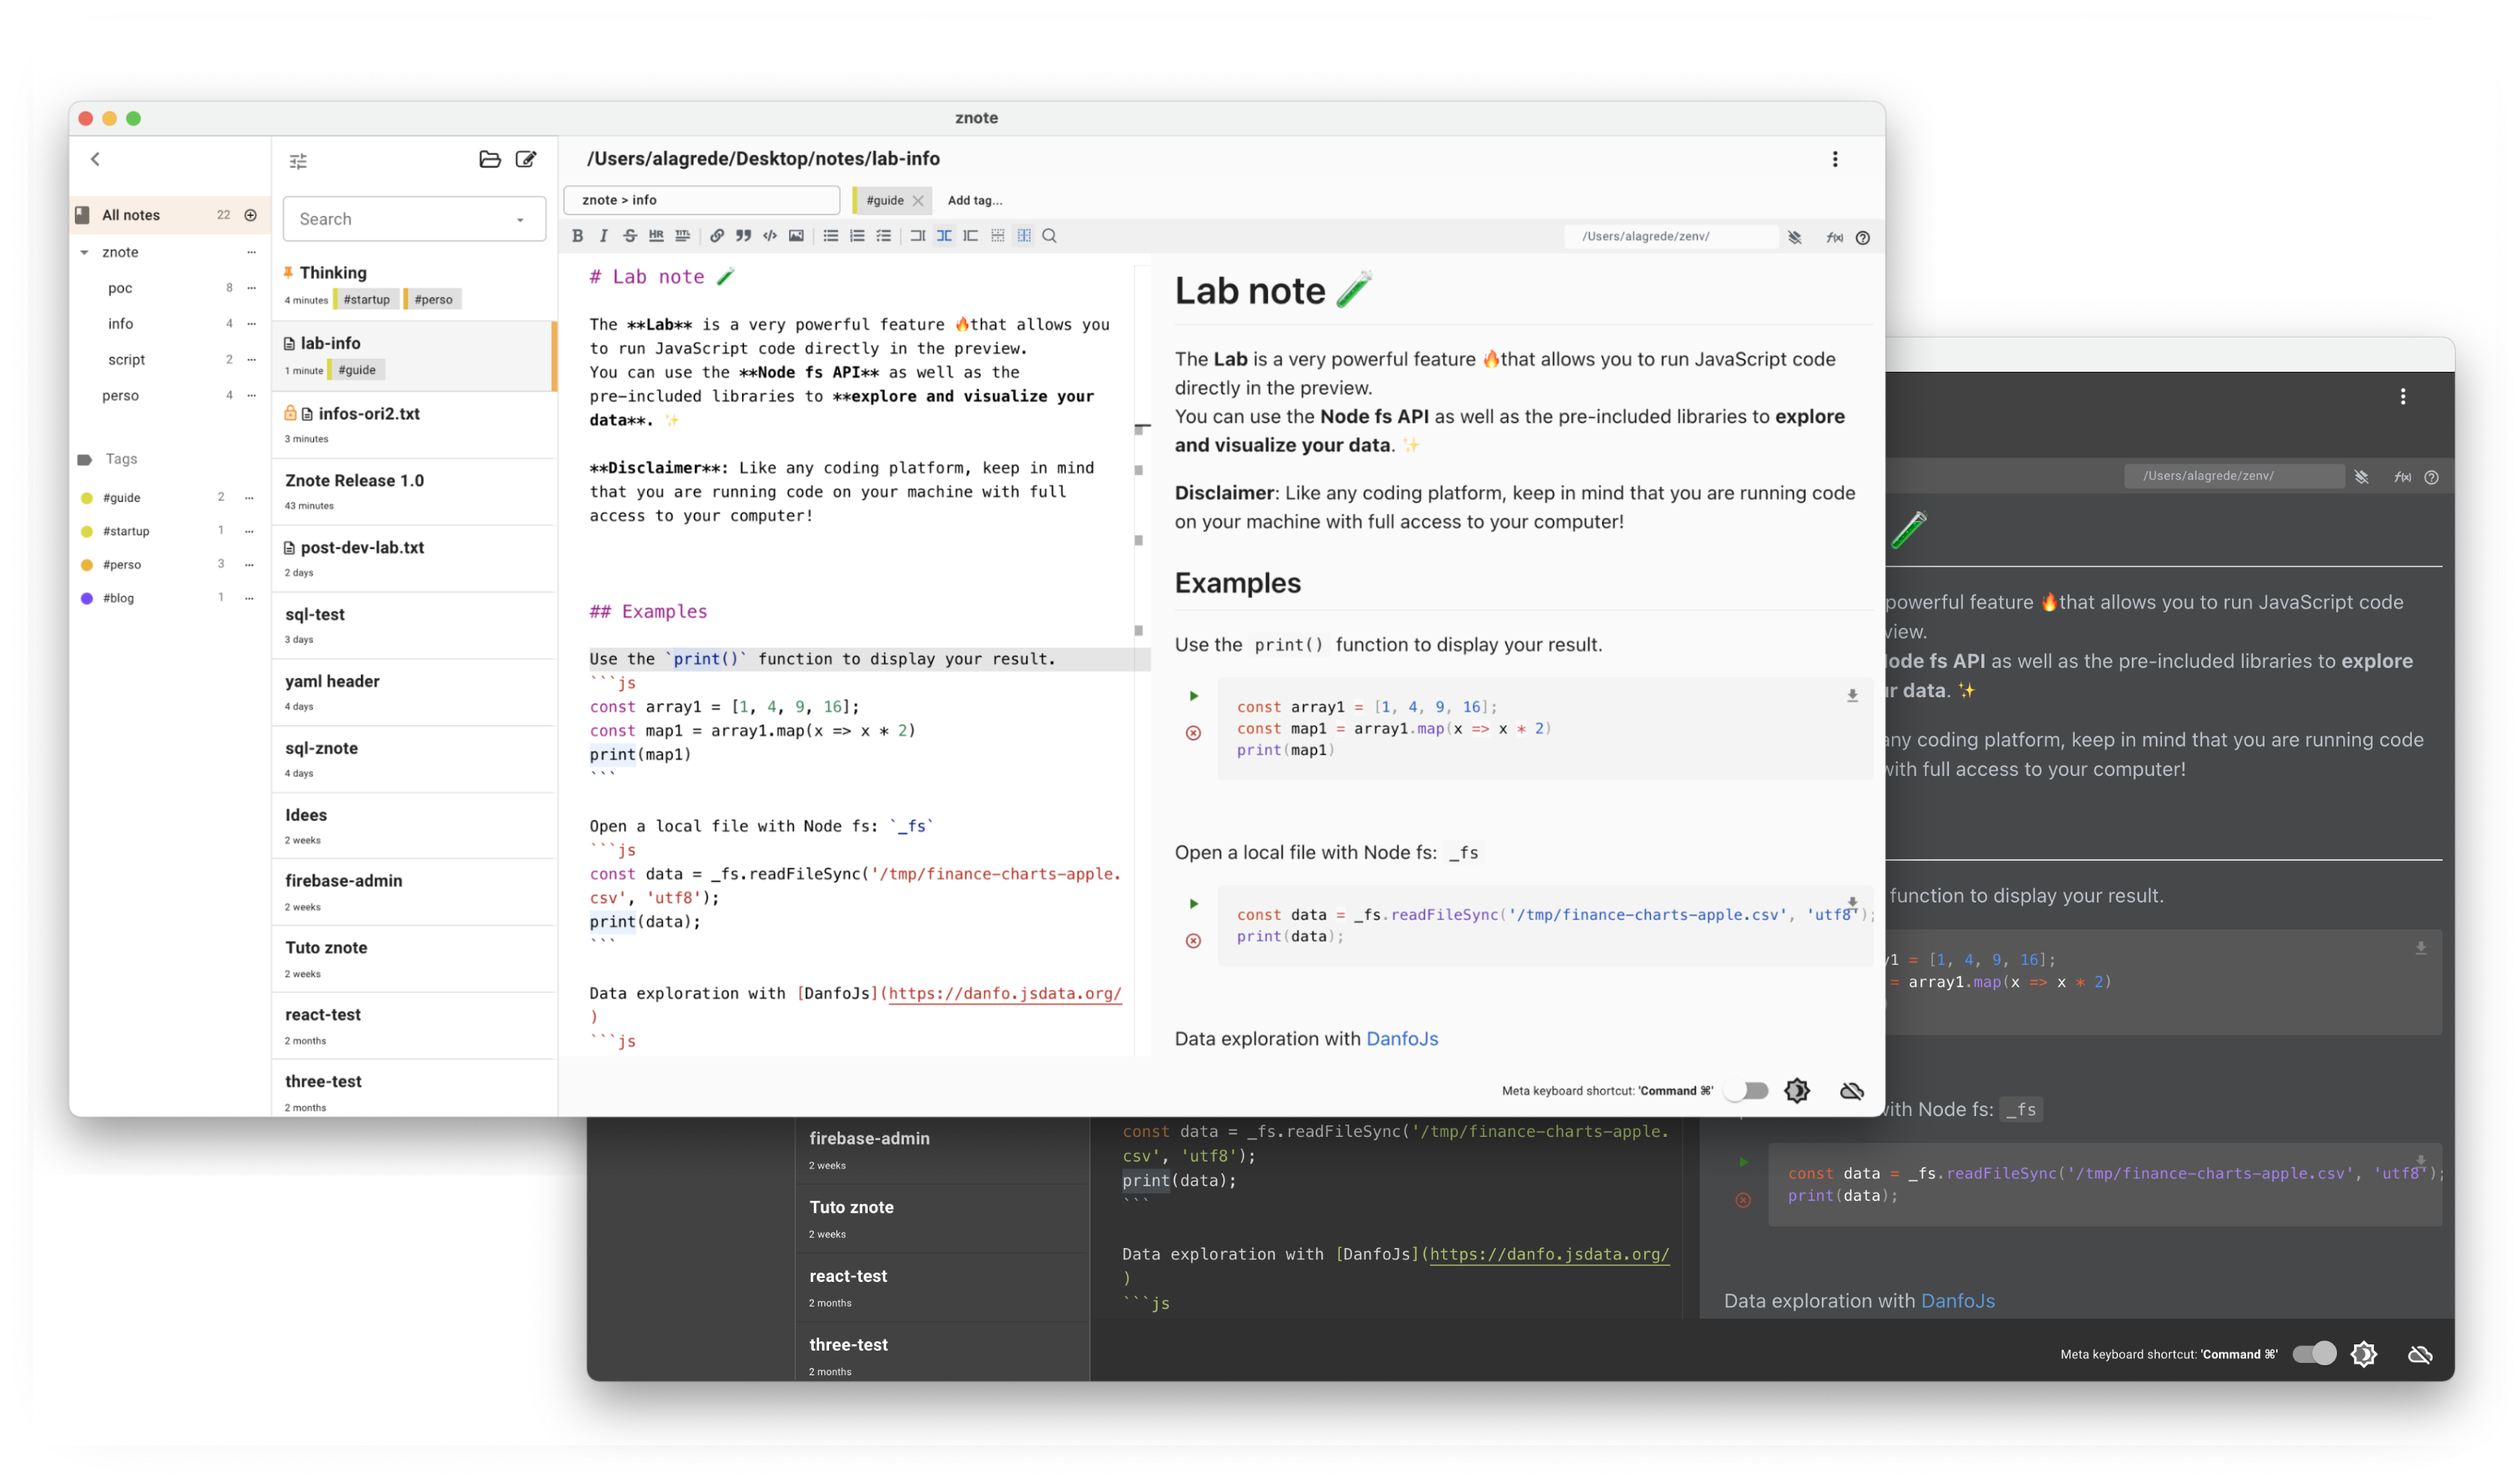 znote
All notes 22
znote
poc 8
info 4
script 2
perso 4
Tags
#guide 2
#startup 1
#perso 3
#blog 1
Search
Thinking
4 minutes #startup #perso
lab-info
1 minute #guide
infos-ori2.txt
3 minutes
Znote Release 1.0
43 minutes
post-dev-lab.txt
2 days
sql-test
3 days
yaml header
4 days
sql-znote
4 days
Idees
2 weeks
firebase-admin
2 weeks
Tuto znote
2 weeks
react-test
2 months
three-test
2 months
/Users/alagrede/Desktop/notes/lab-info
znote > info
#guide
Add tag...
B I S HR TITL
/Users/alagrede/zenv/
f(x)
# Lab note 🧪
The **Lab** is a very powerful feature 🔥that allows you
to run JavaScript code directly in the preview.
You can use the **Node fs API** as well as the
pre-included libraries to **explore and visualize your
data**. ✨
**Disclaimer**: Like any coding platform, keep in mind
that you are running code on your machine with full
access to your computer!
## Examples
Use the `print()` function to display your result.
```js
const array1 = [1, 4, 9, 16];
const map1 = array1.map(x => x * 2)
print(map1)
```
Open a local file with Node fs: `_fs`
```js
const data = _fs.readFileSync('/tmp/finance-charts-apple.
csv', 'utf8');
print(data);
```
Data exploration with [DanfoJs](https://danfo.jsdata.org/
)
```js
Lab note 🧪
The Lab is a very powerful feature 🔥that allows you to run JavaScript code
directly in the preview.
You can use the Node fs API as well as the pre-included libraries to explore
and visualize your data. ✨
Disclaimer: Like any coding platform, keep in mind that you are running code
on your machine with full access to your computer!
Examples
Use the print() function to display your result.
const array1 = [1, 4, 9, 16];
const map1 = array1.map(x => x * 2)
print(map1)
Open a local file with Node fs: _fs
const data = _fs.readFileSync('/tmp/finance-charts-apple.csv', 'utf8');
print(data);
Data exploration with DanfoJs
Meta keyboard shortcut: 'Command ⌘'
/Users/alagrede/zenv/
f(x)
powerful feature 🔥that allows you to run JavaScript code
view.
lode fs API as well as the pre-included libraries to explore
r data. ✨
any coding platform, keep in mind that you are running code
with full access to your computer!
function to display your result.
y1 = [1, 4, 9, 16];
= array1.map(x => x * 2)
)
with Node fs: _fs
const data = _fs.readFileSync('/tmp/finance-charts-apple.csv', 'utf8');
print(data);
Data exploration with DanfoJs
firebase-admin
2 weeks
Tuto znote
2 weeks
react-test
2 months
three-test
2 months
const data = _fs.readFileSync('/tmp/finance-charts-apple.
csv', 'utf8');
print(data);
```
Data exploration with [DanfoJs](https://danfo.jsdata.org/
)
```js
Meta keyboard shortcut: 'Command ⌘'